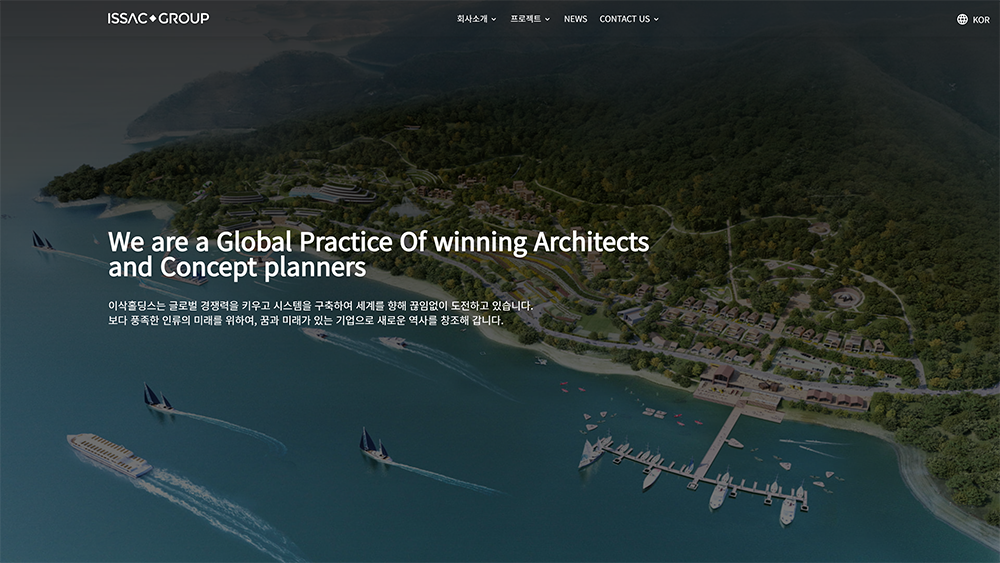 ISSAC◆GROUP
회사소개 프로젝트 NEWS CONTACT US
KOR
We are a Global Practice Of winning Architects
and Concept planners
이삭홀딩스는 글로벌 경쟁력을 키우고 시스템을 구축하여 세계를 향해 끊임없이 도전하고 있습니다.
보다 풍족한 인류의 미래를 위하여, 꿈과 미래가 있는 기업으로 새로운 역사를 창조해 갑니다.